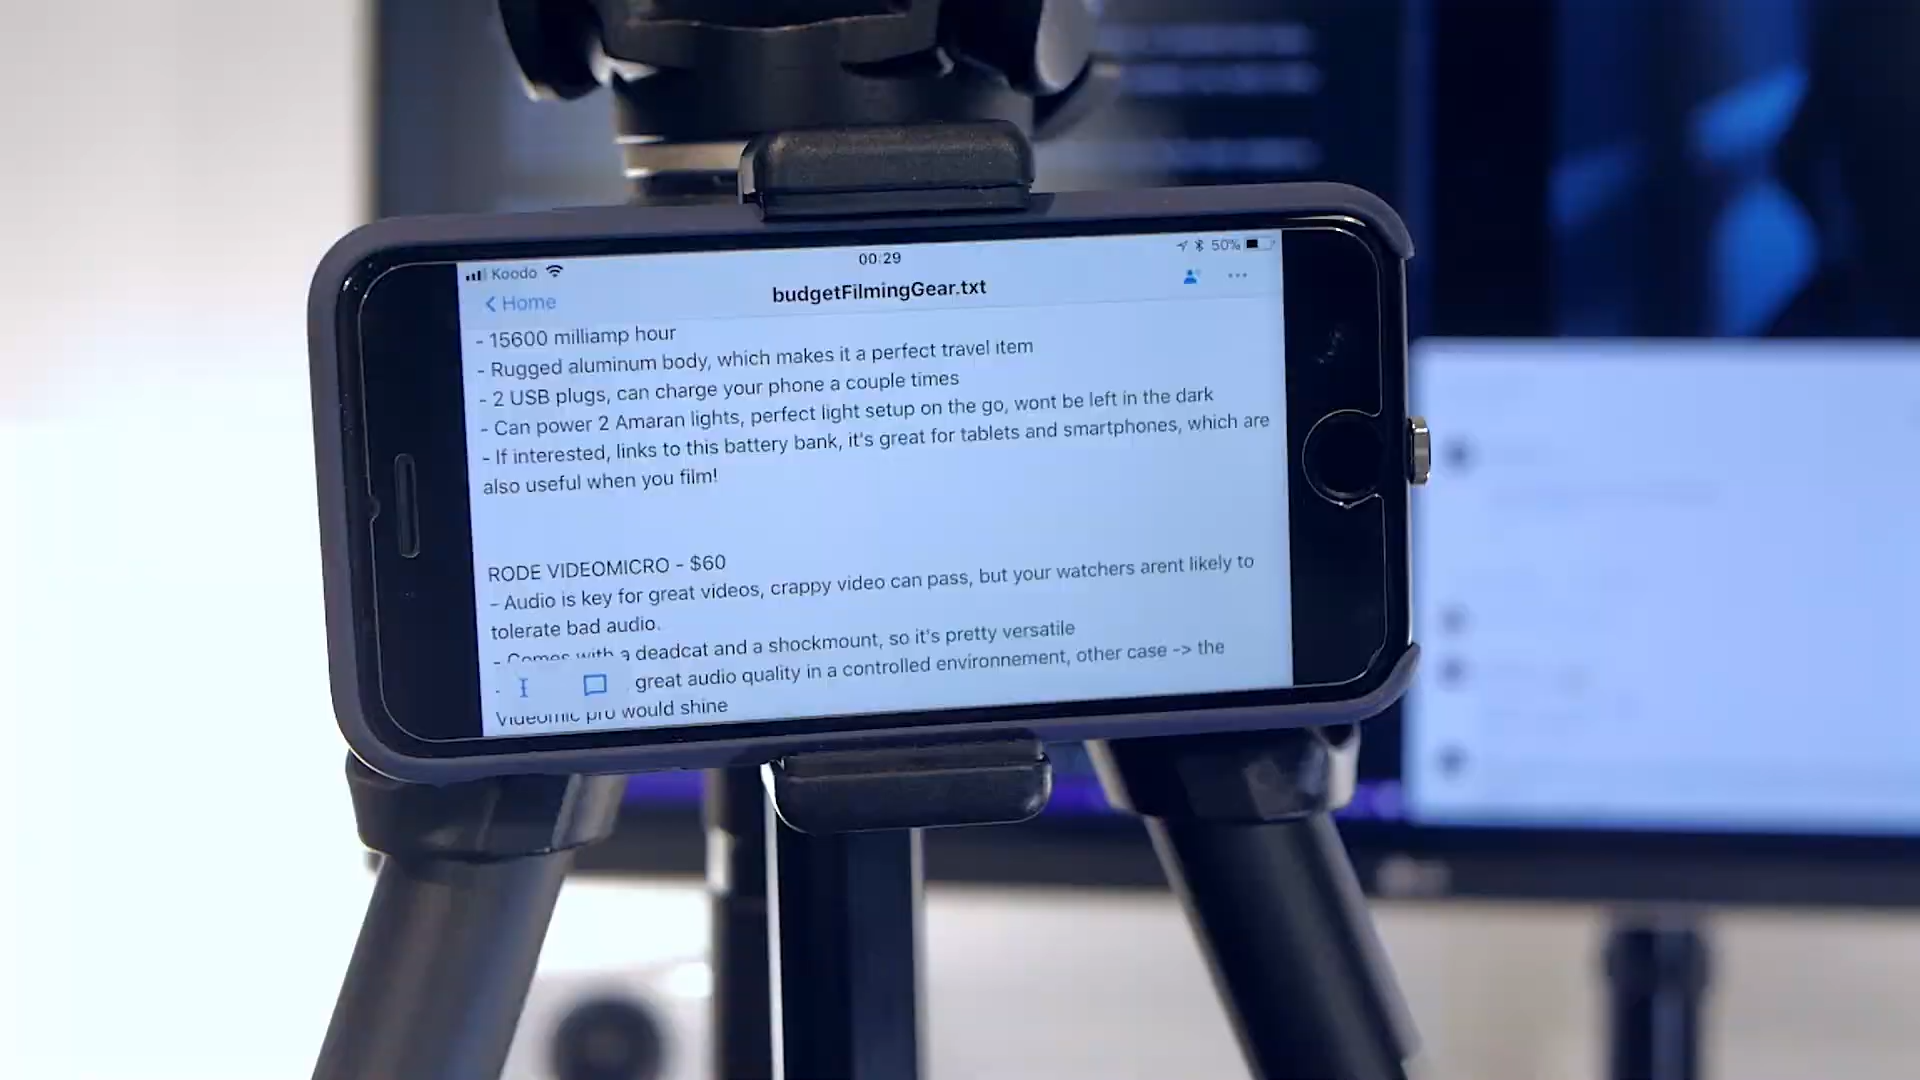 Koodo
00:29
50%
Home
budgetFilmingGear.txt
- 15600 milliamp hour
- Rugged aluminum body, which makes it a perfect travel item
- 2 USB plugs, can charge your phone a couple times
- Can power 2 Amaran lights, perfect light setup on the go, wont be left in the dark
- If interested, links to this battery bank, it's great for tablets and smartphones, which are
also useful when you film!
RODE VIDEOMICRO - $60
- Audio is key for great videos, crappy video can pass, but your watchers arent likely to
tolerate bad audio.
- Comes with a deadcat and a shockmount, so it's pretty versatile
- great audio quality in a controlled environnement, other case -> the
Videomic pro would shine